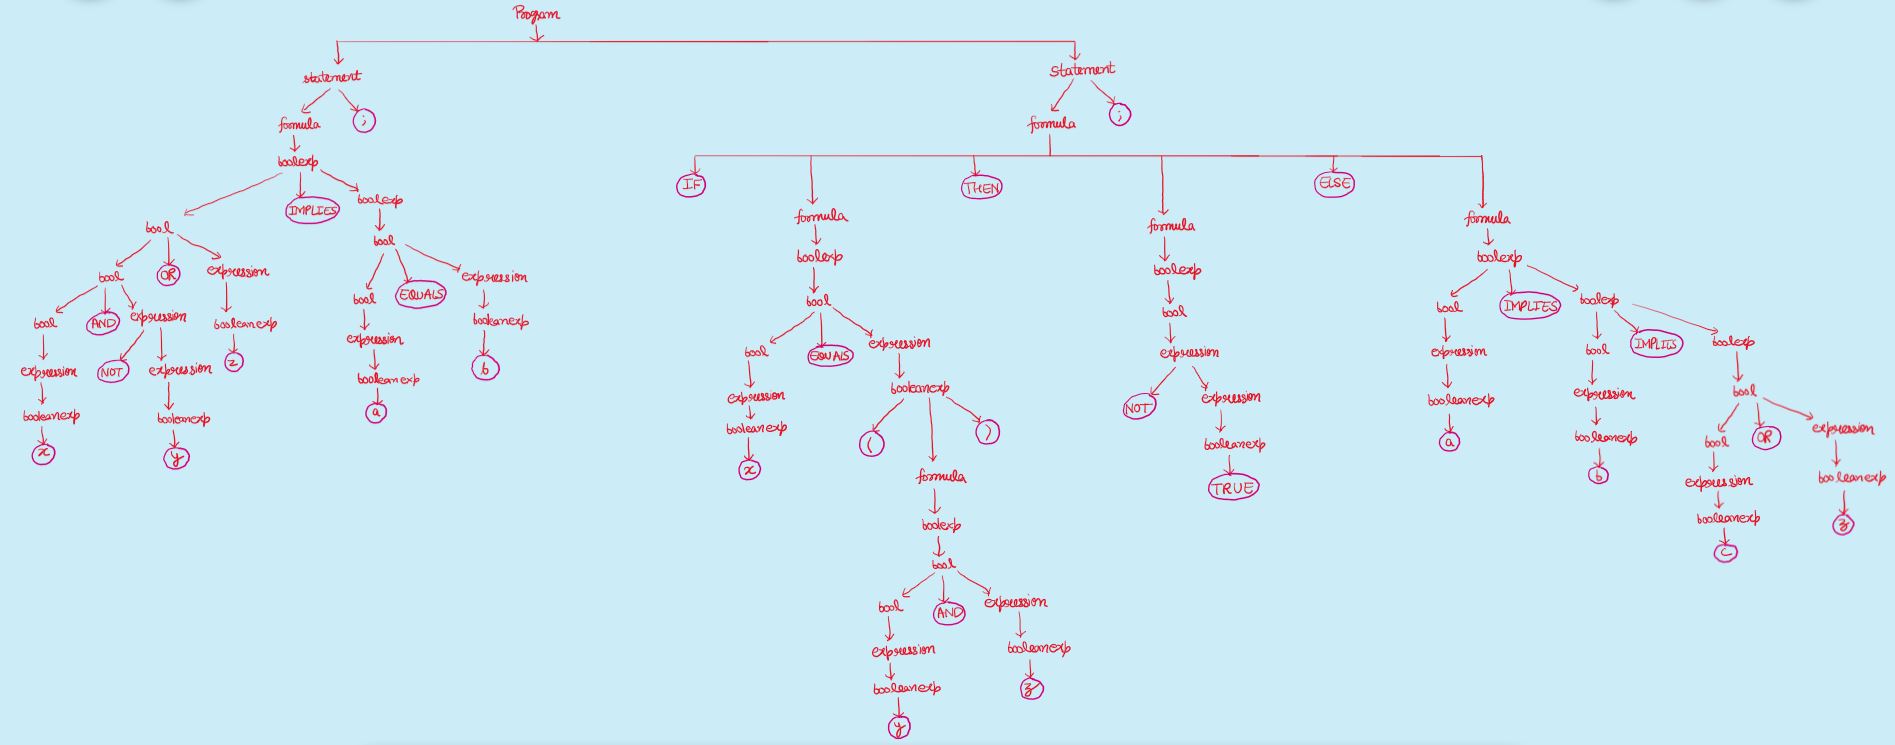 Program
statement Statement
; ;
formula formula
boolexp
IF THEN ELSE
IMPLIES boolexp
formula formula formula
bool bool boolexp boolexp
bool OR expression expression boolexp
EQUALS bool bool bool IMPLIES boolexp
bool AND expression booleanexp booleanexp bool
expression bool EQUALS expression expression expression bool IMPLIES boolexp
expression NOT expression z b
booleanexp a
booleanexp booleanexp expression booleanexp NOT expression booleanexp expression bool
x y booleanexp ( ) booleanexp a booleanexp bool OR expression
x formula TRUE b expression booleanexp
boolexp booleanexp z
bool c
bool AND expression
expression booleanexp
booleanexp z
y